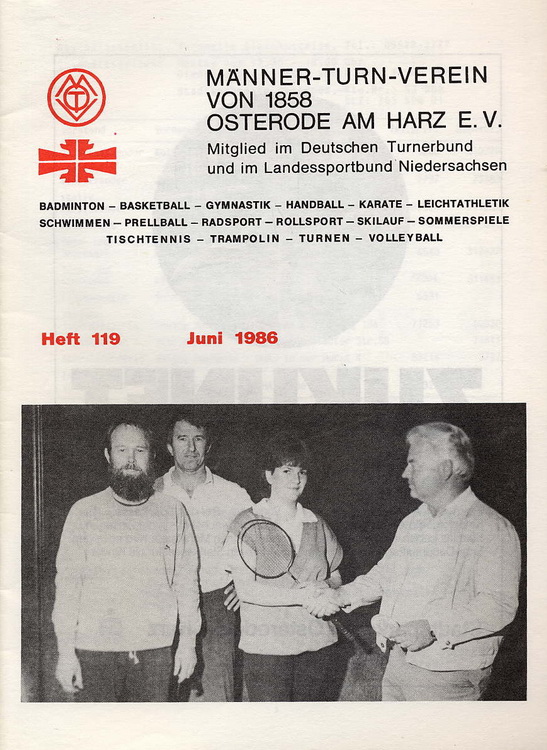 MTOV
MÄNNER-TURN-VEREIN
VON 1858
OSTERODE AM HARZ E.V.
Mitglied im Deutschen Turnerbund
und im Landessportbund Niedersachsen
BADMINTON – BASKETBALL – GYMNASTIK – HANDBALL – KARATE – LEICHTATHLETIK
SCHWIMMEN – PRELLBALL – RADSPORT – ROLLSPORT – SKILAUF – SOMMERSPIELE
TISCHTENNIS – TRAMPOLIN – TURNEN – VOLLEYBALL
Heft 119 Juni 1986